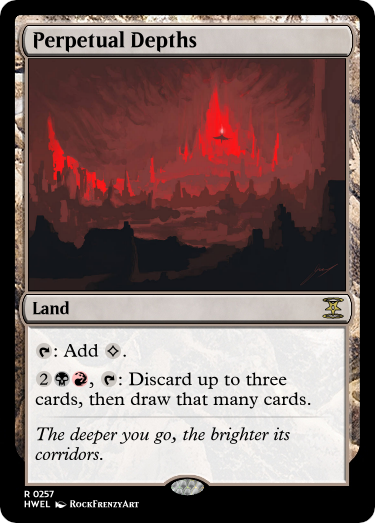 Perpetual Depths
Land
: Add .
2, : Discard up to three
cards, then draw that many cards.
The deeper you go, the brighter its
corridors.
R 0257
HWEL RockFrenzyArt